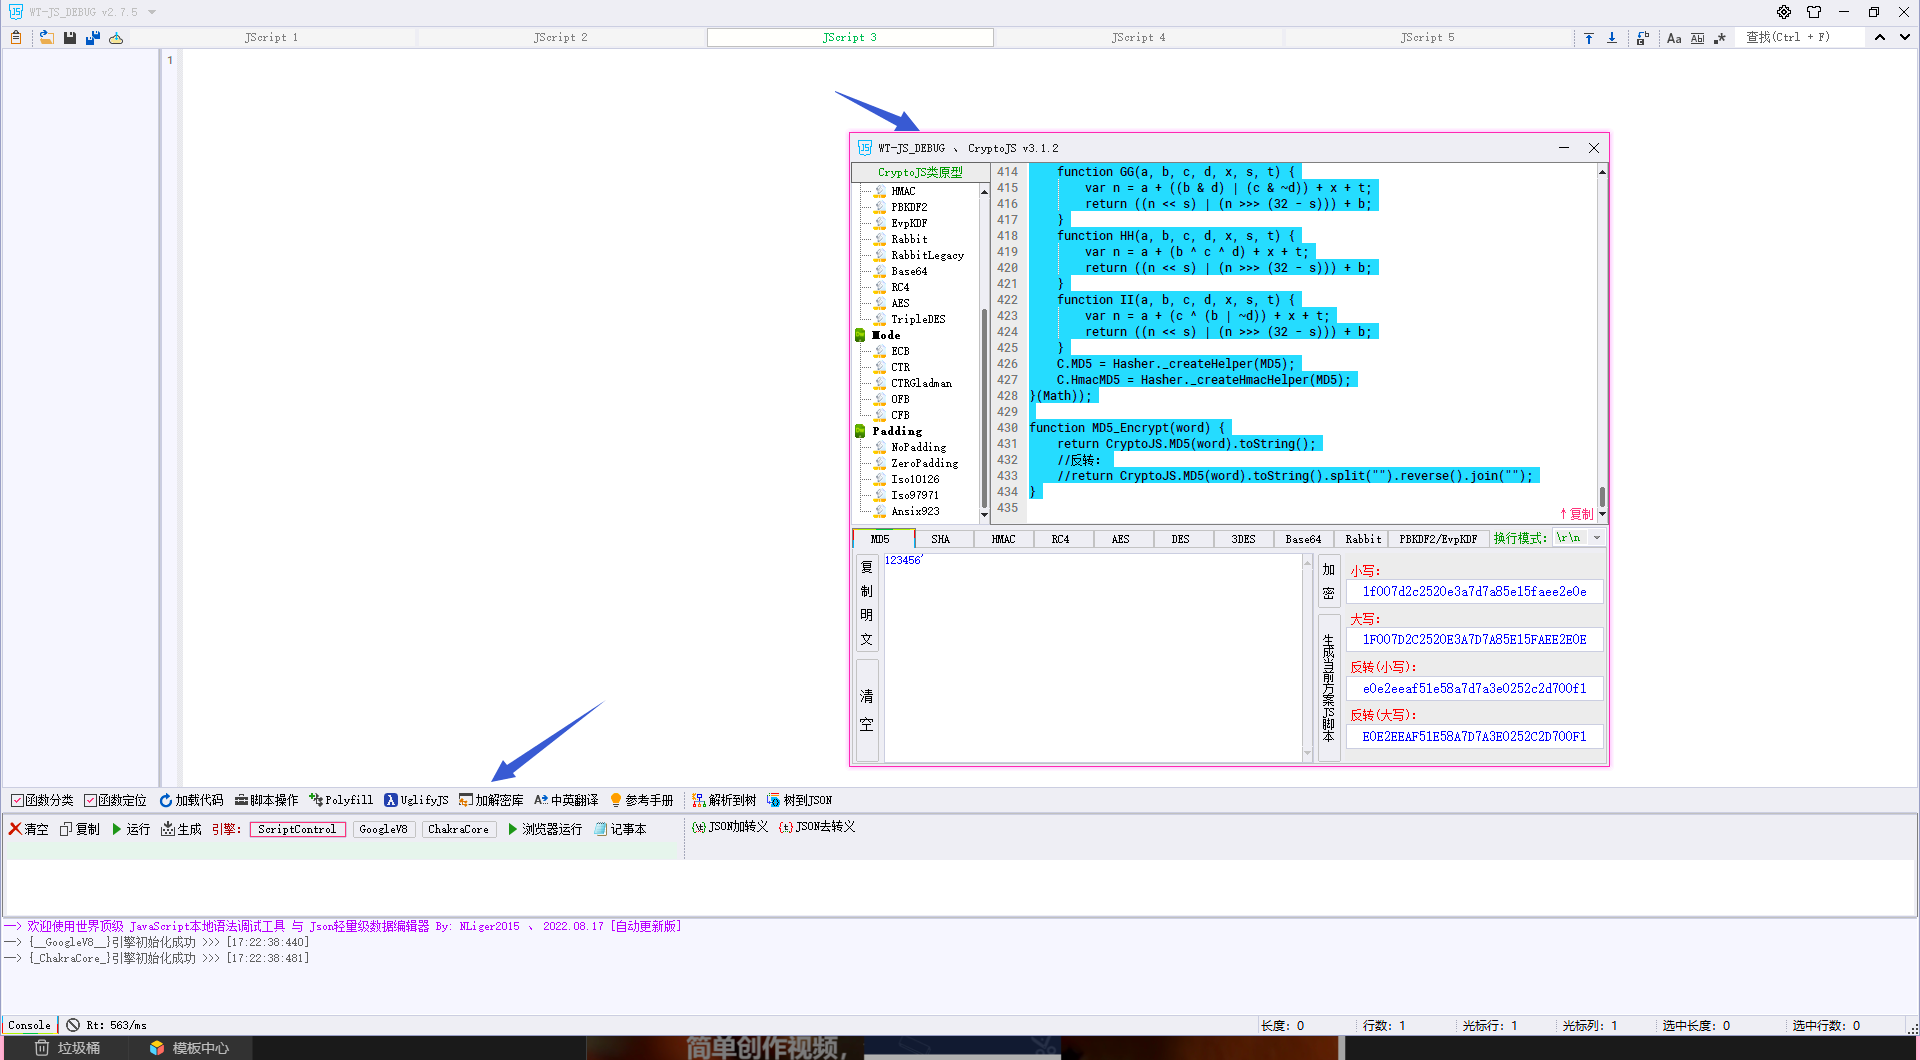 WT-JS_DEBUG v2.7.5
JScript 1
JScript 2
JScript 3
JScript 4
JScript 5
Aa
Ab
查找(Ctrl + F)
1
WT-JS_DEBUG 、 CryptoJS v3.1.2
CryptoJS类原型
HMAC
PBKDF2
EvpKDF
Rabbit
RabbitLegacy
Base64
RC4
AES
TripleDES
Mode
ECB
CTR
CTRGladman
OFB
CFB
Padding
NoPadding
ZeroPadding
Iso10126
Iso97971
Ansix923
414 function GG(a, b, c, d, x, s, t) {
415 var n = a + ((b & d) | (c & ~d)) + x + t;
416 return ((n << s) | (n >>> (32 - s))) + b;
417 }
418 function HH(a, b, c, d, x, s, t) {
419 var n = a + (b ^ c ^ d) + x + t;
420 return ((n << s) | (n >>> (32 - s))) + b;
421 }
422 function II(a, b, c, d, x, s, t) {
423 var n = a + (c ^ (b | ~d)) + x + t;
424 return ((n << s) | (n >>> (32 - s))) + b;
425 }
426 C.MD5 = Hasher._createHelper(MD5);
427 C.HmacMD5 = Hasher._createHmacHelper(MD5);
428 }(Math));
429
430 function MD5_Encrypt(word) {
431 return CryptoJS.MD5(word).toString();
432 //反转:
433 //return CryptoJS.MD5(word).toString().split("").reverse().join("");
434 }
435
↑复制
MD5 SHA HMAC RC4 AES DES 3DES Base64 Rabbit PBKDF2/EvpKDF 换行模式: \r\n
复制明文
清空
123456'
加密
生成当前方案JS脚本
小写:
1f007d2c2520e3a7d7a85e15faee2e0e
大写:
1F007D2C2520E3A7D7A85E15FAEE2E0E
反转(小写):
e0e2eeaf51e58a7d7a3e0252c2d700f1
反转(大写):
E0E2EEAF51E58A7D7A3E0252C2D700F1
函数分类 函数定位 加载代码 脚本操作 Polyfill UglifyJS 加解密库 中英翻译 参考手册 解析到树 树到JSON
清空 复制 运行 生成 引擎: ScriptControl GoogleV8 ChakraCore 浏览器运行 记事本 {\t}JSON加转义 {t}JSON去转义
—> 欢迎使用世界顶级 JavaScript本地语法调试工具 与 Json轻量级数据编辑器 By: NLiger2015 、 2022.08.17 [自动更新版]
—> {__GoogleV8__}引擎初始化成功 >>> [17:22:38:440]
—> {_ChakraCore_}引擎初始化成功 >>> [17:22:38:481]
Console Rt: 563/ms 长度: 0 行数: 1 光标行: 1 光标列: 1 选中长度: 0 选中行数: 0
垃圾桶 模板中心 简单创作视频,